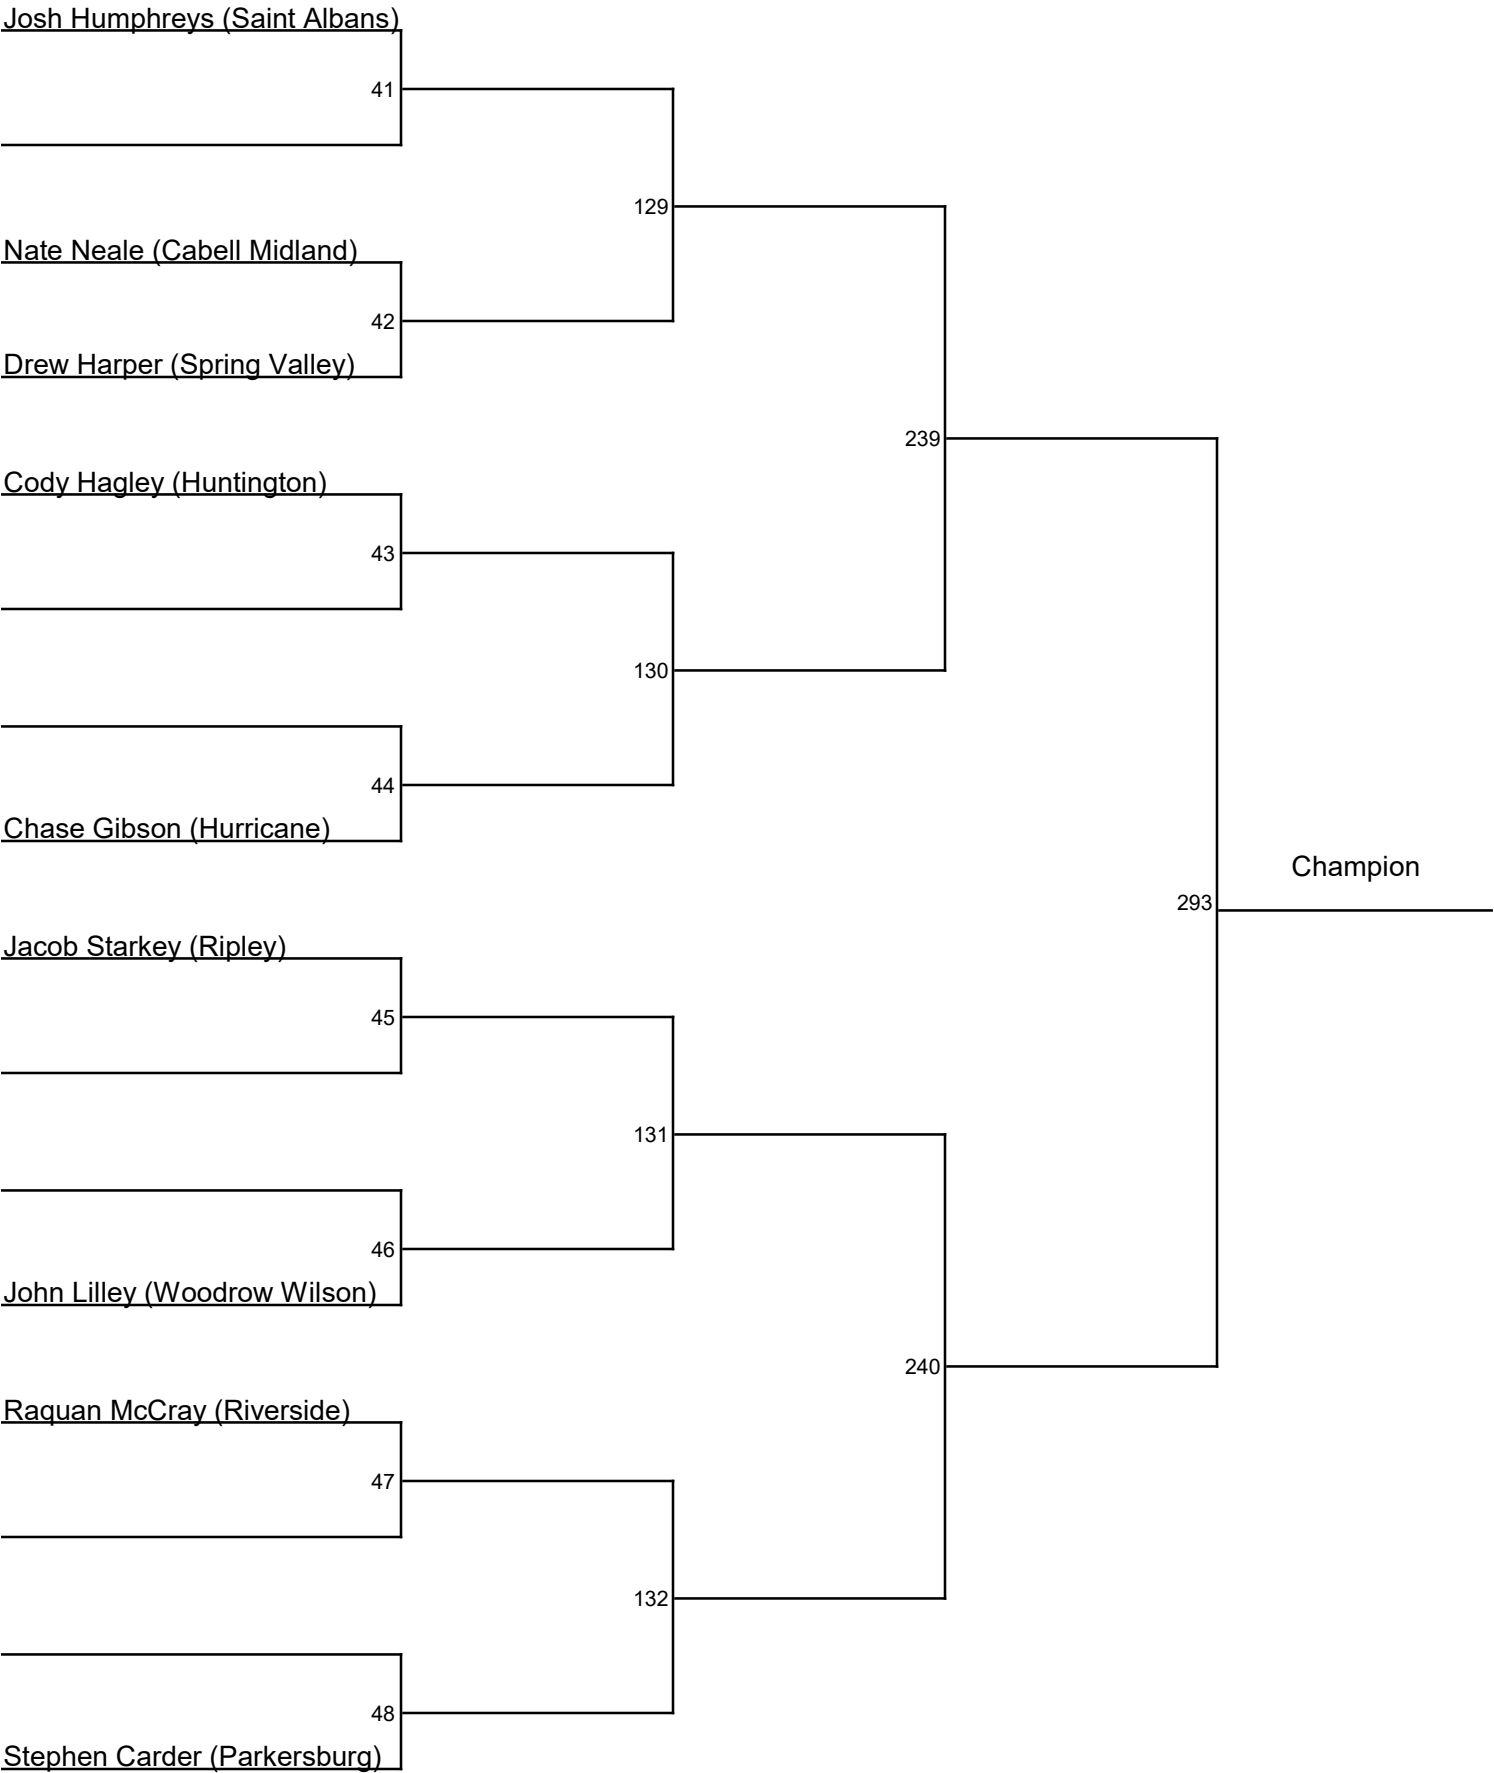 Josh Humphreys (Saint Albans)
41
129
Nate Neale (Cabell Midland)
42
Drew Harper (Spring Valley)
239
Cody Hagley (Huntington)
43
130
44
Chase Gibson (Hurricane)
Champion
293
Jacob Starkey (Ripley)
45
131
46
John Lilley (Woodrow Wilson)
240
Raquan McCray (Riverside)
47
132
48
Stephen Carder (Parkersburg)